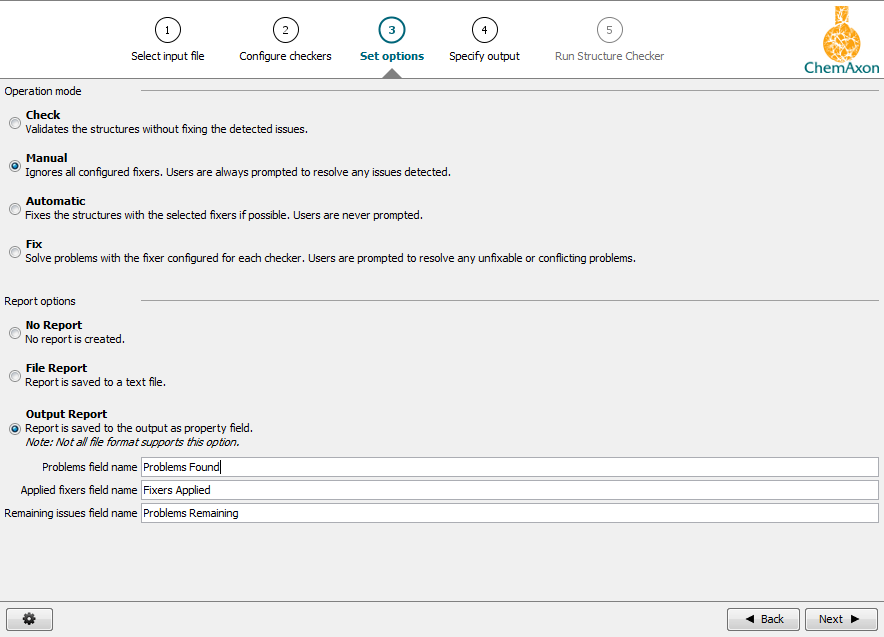 1 2 3 4 5
Select input file Configure checkers Set options Specify output Run Structure Checker
ChemAxon
Operation mode
Check
Validates the structures without fixing the detected issues.
Manual
Ignores all configured fixers. Users are always prompted to resolve any issues detected.
Automatic
Fixes the structures with the selected fixers if possible. Users are never prompted.
Fix
Solve problems with the fixer configured for each checker. Users are prompted to resolve any unfixable or conflicting problems.
Report options
No Report
No report is created.
File Report
Report is saved to a text file.
Output Report
Report is saved to the output as property field.
Note: Not all file format supports this option.
Problems field name Problems Found
Applied fixers field name Fixers Applied
Remaining issues field name Problems Remaining
Back Next